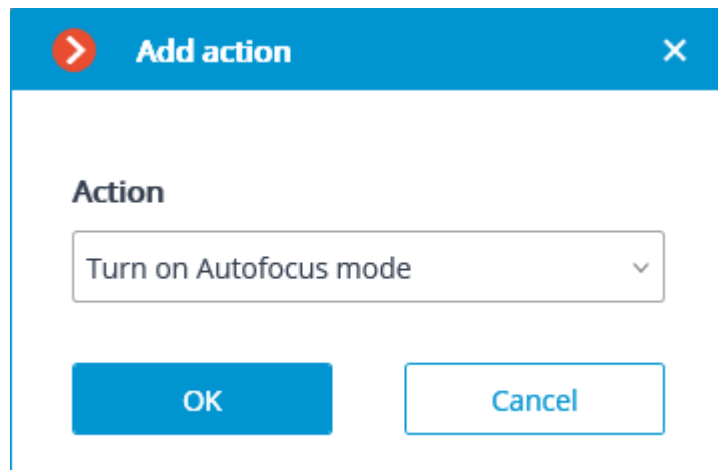 Add action
Action
Turn on Autofocus mode
OK
Cancel